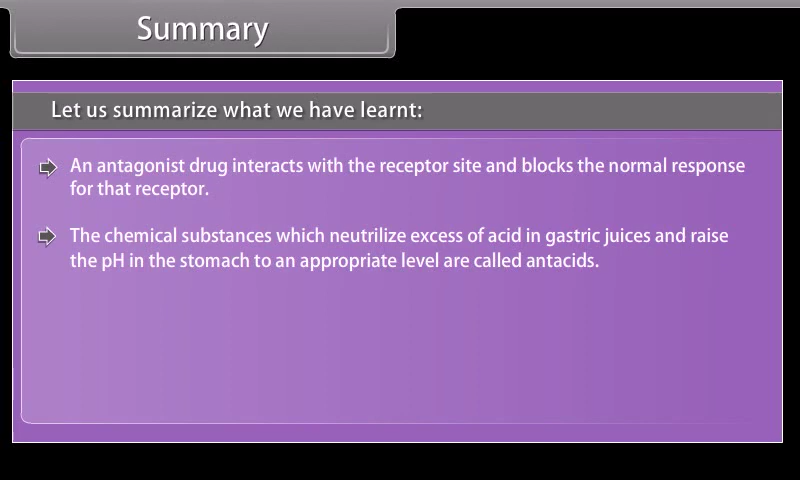 Summary
Let us summarize what we have learnt:
An antagonist drug interacts with the receptor site and blocks the normal response
for that receptor.
The chemical substances which neutrilize excess of acid in gastric juices and raise
the pH in the stomach to an appropriate level are called antacids.